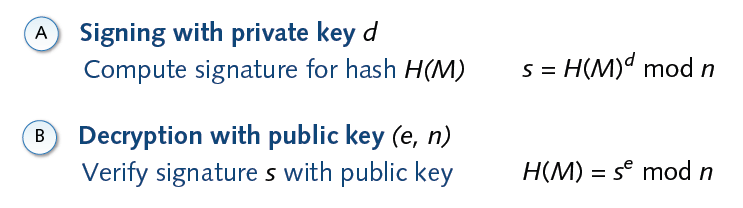 A Signing with private key d
Compute signature for hash H(M) s = H(M)^d mod n
B Decryption with public key (e, n)
Verify signature s with public key H(M) = s^e mod n